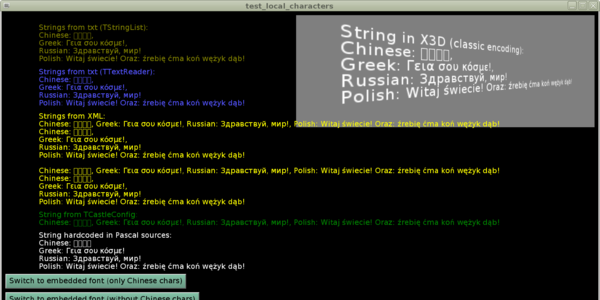 test_local_characters
Strings from txt (TStringList):
Chinese: □□□□,
Greek: Γεια σου κόσμε!,
Russian: Здравствуй, мир!
Polish: Witaj świecie! Oraz: źrebię ćma koń wężyk dąb!
Strings from txt (TTextReader):
Chinese: □□□□,
Greek: Γεια σου κόσμε!,
Russian: Здравствуй, мир!
Polish: Witaj świecie! Oraz: źrebię ćma koń wężyk dąb!
Strings from XML:
Chinese: □□□□, Greek: Γεια σου κόσμε!, Russian: Здравствуй, мир!, Polish: Witaj świecie! Oraz: źrebię ćma koń wężyk dąb!
Chinese: □□□□,
Greek: Γεια σου κόσμε!,
Russian: Здравствуй, мир!
Polish: Witaj świecie! Oraz: źrebię ćma koń wężyk dąb!
Chinese: □□□□, Greek: Γεια σου κόσμε!, Russian: Здравствуй, мир!, Polish: Witaj świecie! Oraz: źrebię ćma koń wężyk dąb!
Chinese: □□□□,
Greek: Γεια σου κόσμε!,
Russian: Здравствуй, мир!
Polish: Witaj świecie! Oraz: źrebię ćma koń wężyk dąb!
String from TCastleConfig:
Chinese: □□□□, Greek: Γεια σου κόσμε!, Russian: Здравствуй, мир!, Polish: Witaj świecie! Oraz: źrebię ćma koń wężyk dąb!
String hardcoded in Pascal sources:
Chinese: □□□□
Greek: Γεια σου κόσμε!
Russian: Здравствуй, мир!
Polish: Witaj świecie! Oraz: źrebię ćma koń wężyk dąb!
Switch to embedded font (only Chinese chars)
Switch to embedded font (without Chinese chars)
String in X3D (classic encoding):
Chinese: □□□□,
Greek: Γεια σου κόσμε!,
Russian: Здравствуй, мир!
Polish: Witaj świecie! Oraz: źrebię ćma koń wężyk dąb!